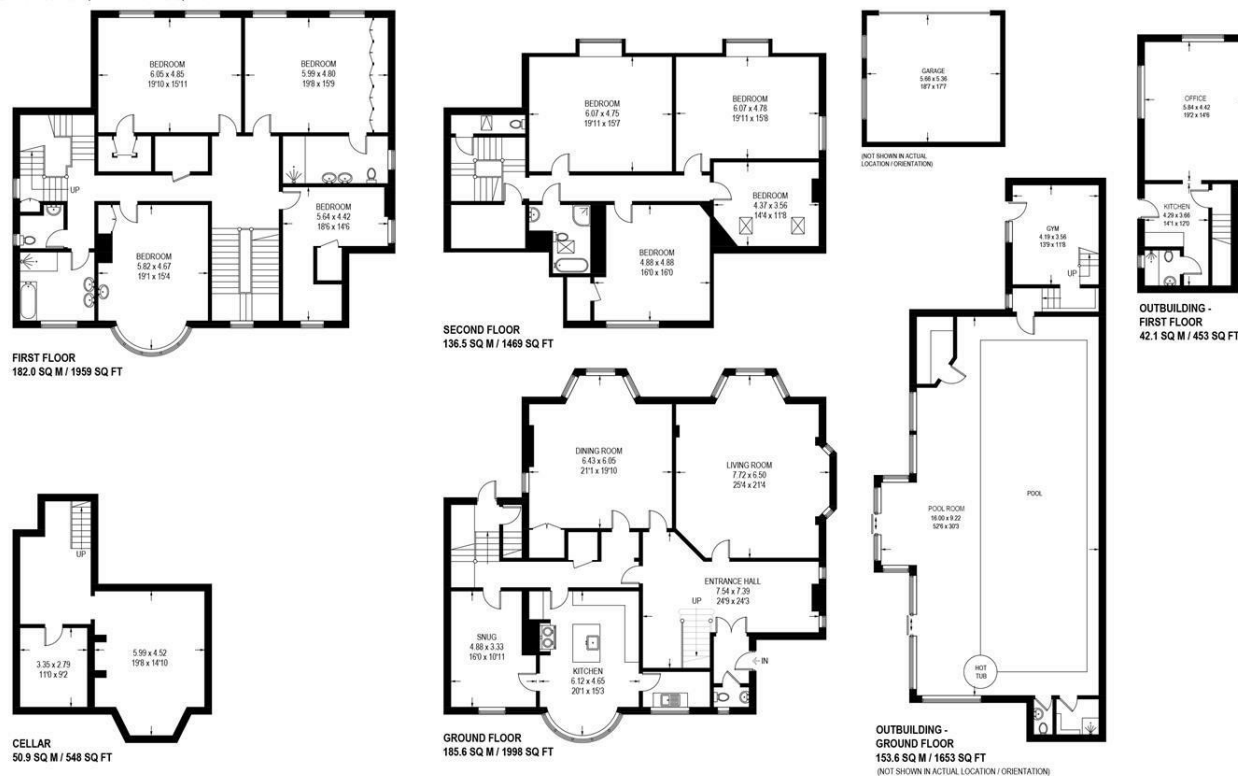 BEDROOM
6.05 x 4.85
19'10 x 15'11
BEDROOM
5.99 x 4.80
19'8 x 15'9
UP
BEDROOM
5.64 x 4.42
18'6 x 14'6
BEDROOM
5.82 x 4.67
19'1 x 15'4
FIRST FLOOR
182.0 SQ M / 1959 SQ FT
BEDROOM
6.07 x 4.75
19'11 x 15'7
BEDROOM
6.07 x 4.78
19'11 x 15'8
BEDROOM
4.37 x 3.56
14'4 x 11'8
BEDROOM
4.88 x 4.88
16'0 x 16'0
SECOND FLOOR
136.5 SQ M / 1469 SQ FT
GARAGE
5.66 x 5.36
18'7 x 17'7
(NOT SHOWN IN ACTUAL
LOCATION / ORIENTATION)
OFFICE
5.84 x 4.42
19'2 x 14'6
KITCHEN
4.29 x 3.66
14'1 x 12'0
OUTBUILDING -
FIRST FLOOR
42.1 SQ M / 453 SQ FT
GYM
4.19 x 3.56
13'9 x 11'8
UP
POOL
POOL ROOM
16.00 x 9.22
52'6 x 30'3
HOT
TUB
OUTBUILDING -
GROUND FLOOR
153.6 SQ M / 1653 SQ FT
(NOT SHOWN IN ACTUAL LOCATION / ORIENTATION)
UP
5.99 x 4.52
19'8 x 14'10
3.35 x 2.79
11'0 x 9'2
CELLAR
50.9 SQ M / 548 SQ FT
DINING ROOM
6.43 x 6.05
21'1 x 19'10
LIVING ROOM
7.72 x 6.50
25'4 x 21'4
ENTRANCE HALL
7.54 x 7.39
24'9 x 24'3
UP
SNUG
4.88 x 3.33
16'0 x 10'11
KITCHEN
6.12 x 4.65
20'1 x 15'3
IN
GROUND FLOOR
185.6 SQ M / 1998 SQ FT